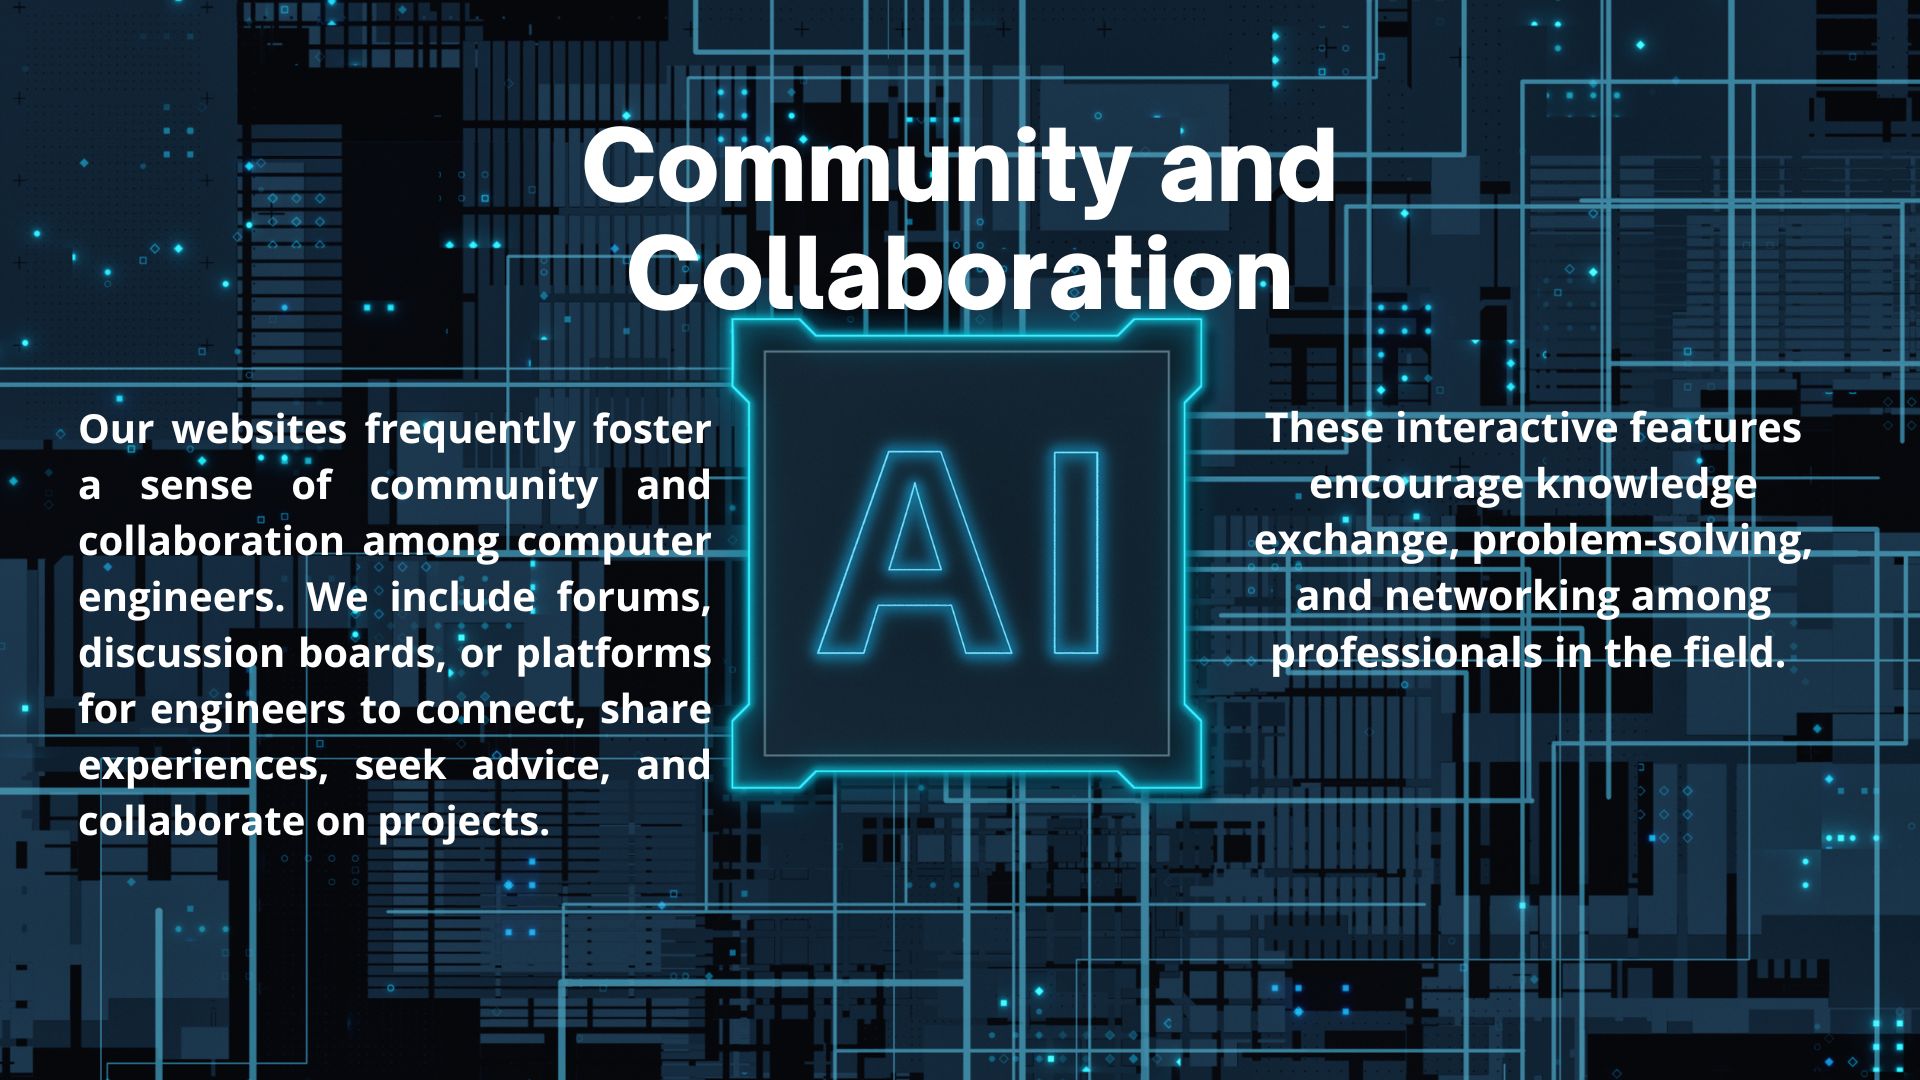 Community and
Collaboration
Our websites frequently foster
a sense of community and
collaboration among computer
engineers. We include forums,
discussion boards, or platforms
for engineers to connect, share
experiences, seek advice, and
collaborate on projects.
AI
These interactive features
encourage knowledge
exchange, problem-solving,
and networking among
professionals in the field.